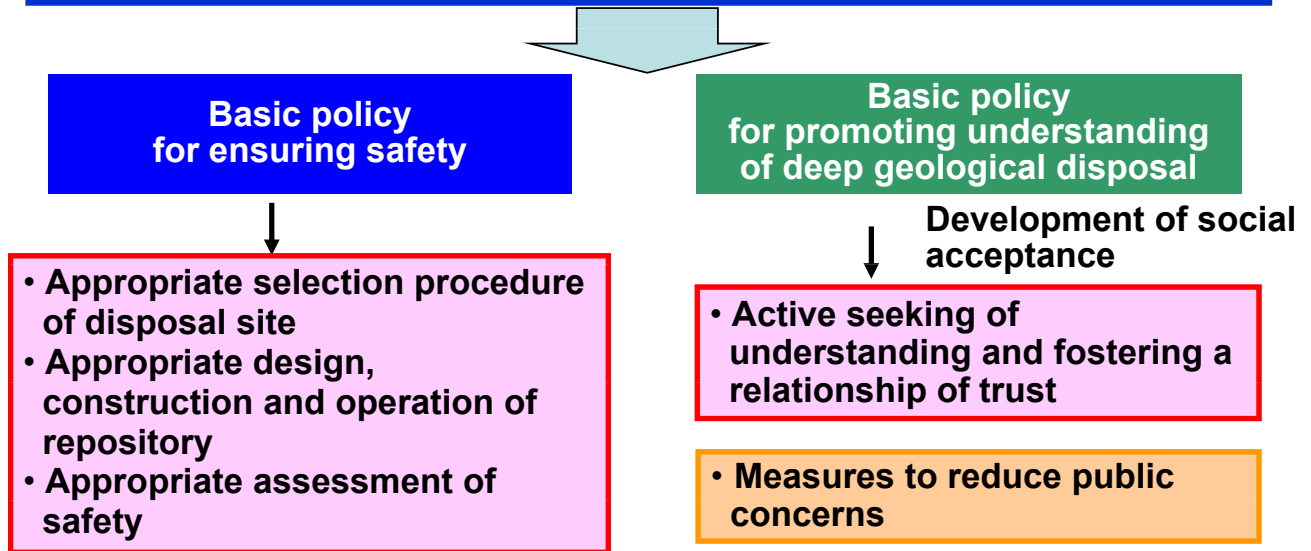 Basic policy
for ensuring safety
• Appropriate selection procedure
of disposal site
• Appropriate design,
construction and operation of
repository
• Appropriate assessment of
safety
Basic policy
for promoting understanding
of deep geological disposal
Development of social
acceptance
• Active seeking of
understanding and fostering a
relationship of trust
• Measures to reduce public
concerns